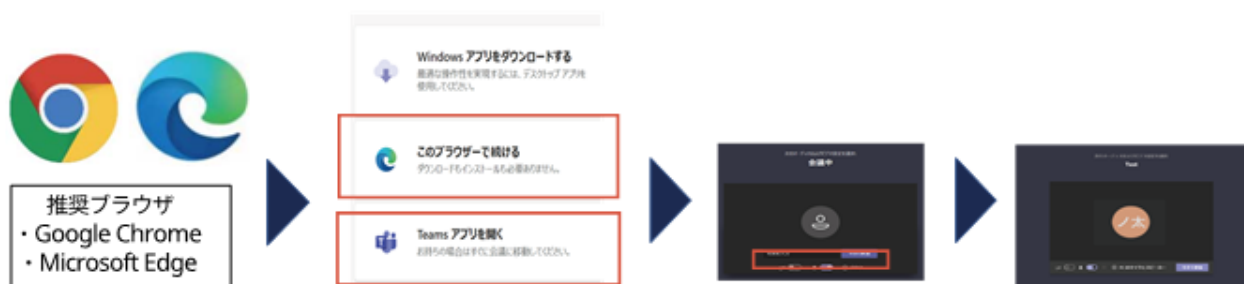 推奨ブラウザ
・Google Chrome
・Microsoft Edge
Windows アプリをダウンロードする
最適な操作性を実現するには、デスクトップ アプリを
使用してください。
このブラウザーで続ける
ダウンロードもインストールも必要ありません。
Teams アプリを開く
お持ちの場合はすぐに会議に移動してください。
会議中
Test
ノ太